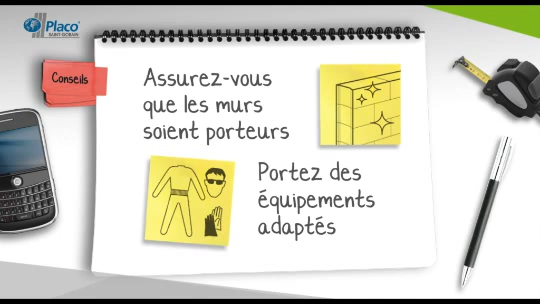 Placo
SAINT-GOBAIN
Conseils
Assurez-vous
que les murs
soient porteurs
Portez des
équipements
adaptés